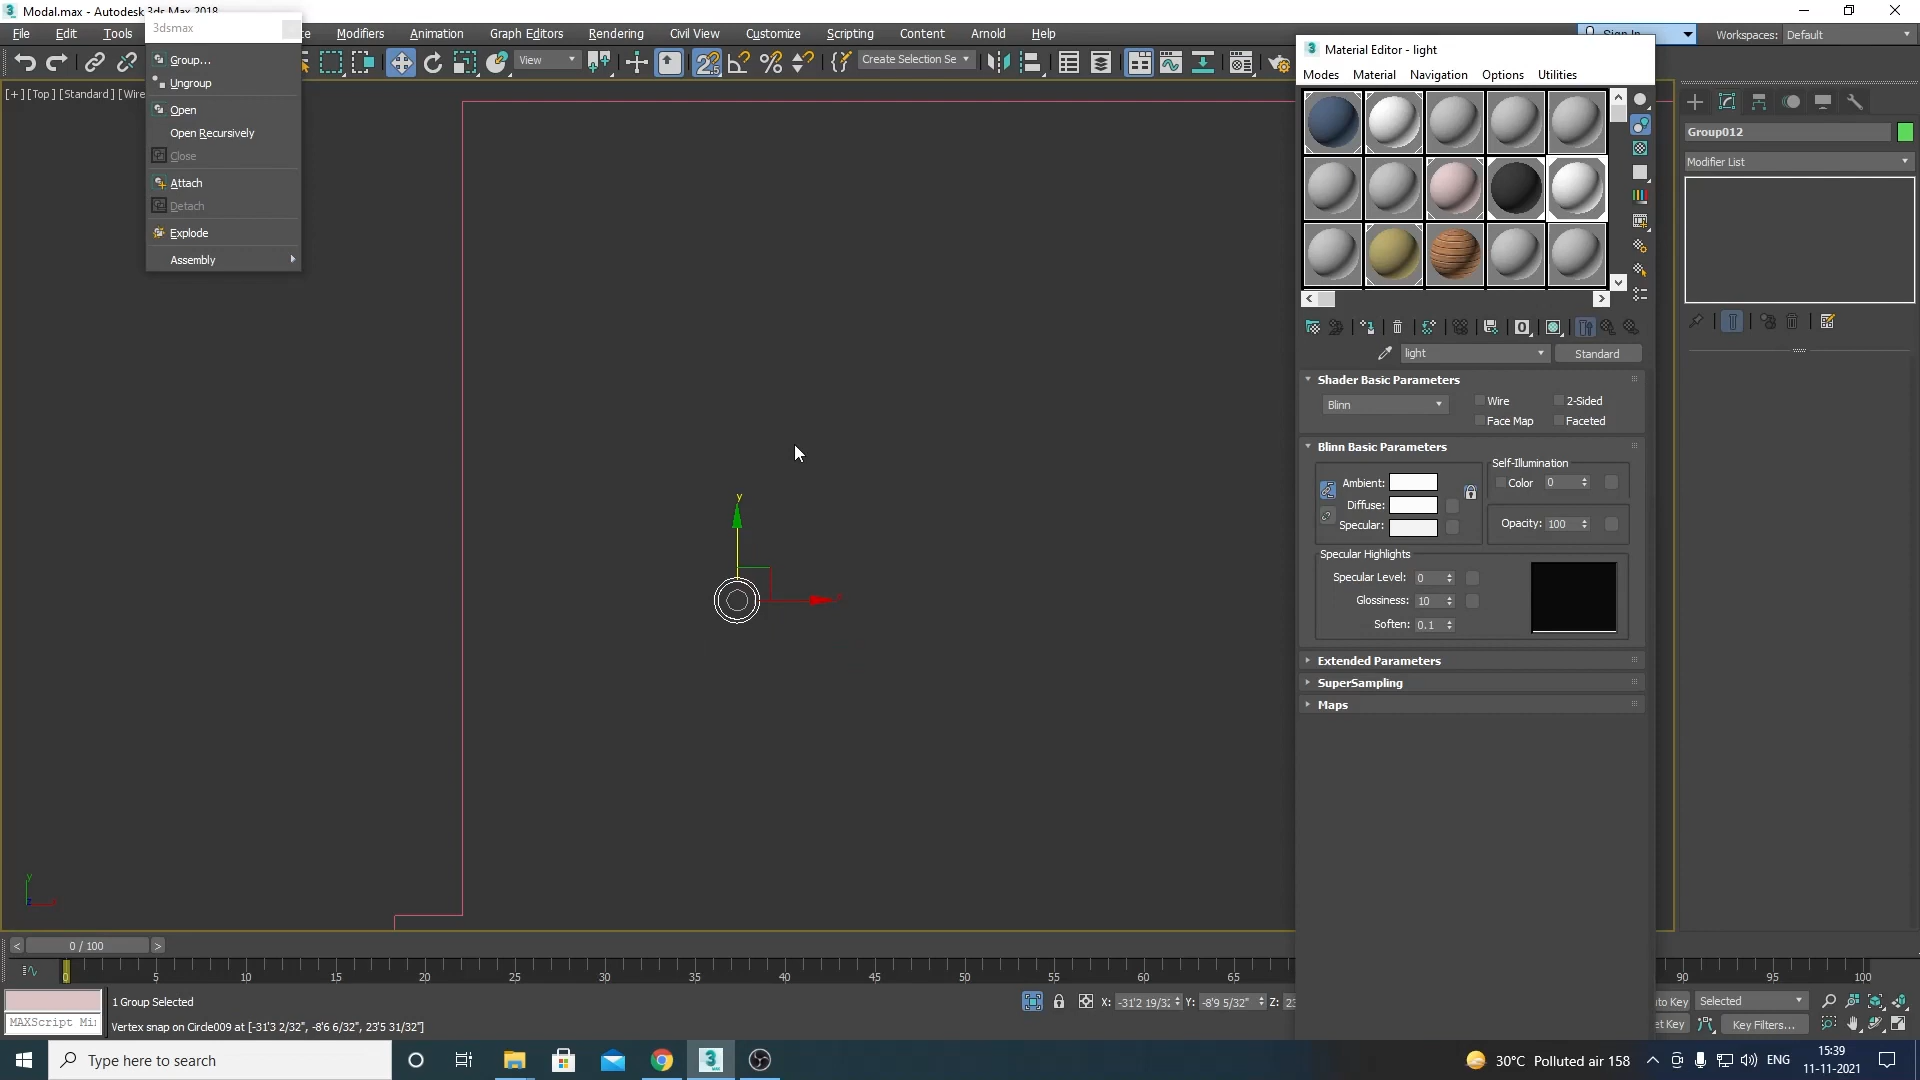 Modal.max - Autodesk 3ds Max 2018
3dsmax
File Edit Tools Modifiers Animation Graph Editors Rendering Civil View Customize Scripting Content Arnold Help
Sign In
Workspaces: Default
View
Create Selection Se
[+] [Top] [Standard] [Wire
Group...
Ungroup
Open
Open Recursively
Close
Attach
Detach
Explode
Assembly
Material Editor - light
Modes Material Navigation Options Utilities
light
Standard
Shader Basic Parameters
Blinn
Wire
2-Sided
Face Map
Faceted
Blinn Basic Parameters
Self-Illumination
Ambient:
Color 0
Diffuse:
Specular:
Opacity: 100
Specular Highlights
Specular Level: 0
Glossiness: 10
Soften: 0.1
Extended Parameters
SuperSampling
Maps
Group012
Modifier List
y
y
z
0 / 100
0 5 10 15 20 25 30 35 40 45 50 55 60 65 90 95 100
1 Group Selected
X: -31'2 19/32 Y: -8'9 5/32" Z: 23
uto Key Selected
MAXScript Mi
Vertex snap on Circle009 at [-31'3 2/32", -8'6 6/32", 23'5 31/32"]
et Key
Key Filters...
Type here to search
30°C Polluted air 158
ENG
15:39
11-11-2021